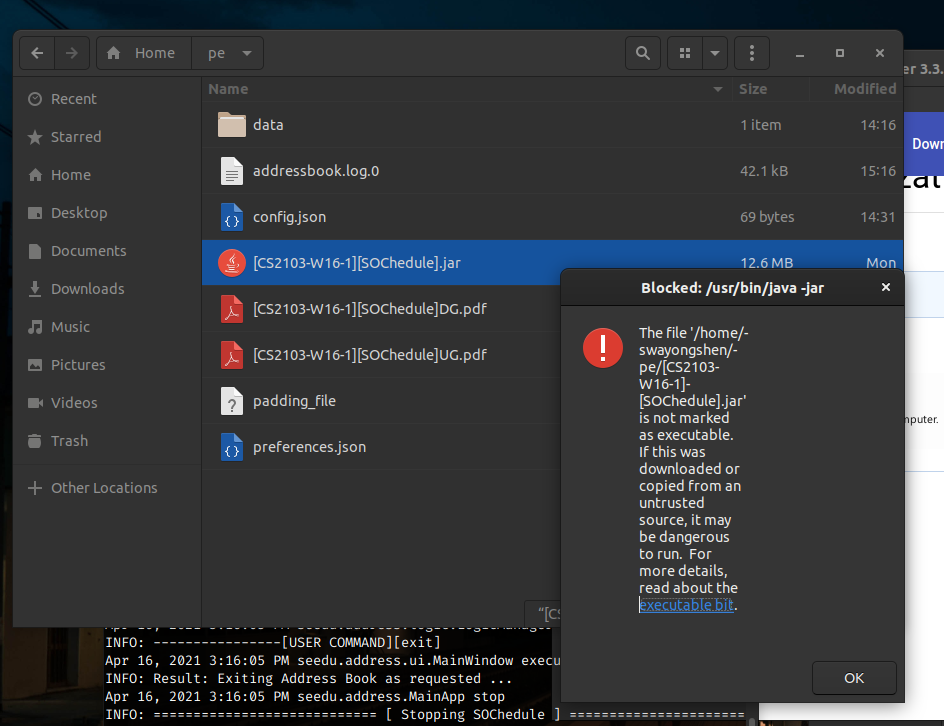 Home pe
er 3.3.
Name Size Modified
Recent
data 1 item 14:16
Down
Starred
addressbook.log.0 42.1 kB 15:16
Home
config.json 69 bytes 14:31
Desktop
Documents
[CS2103-W16-1][SOChedule].jar 12.6 MB Mon
Downloads
[CS2103-W16-1][SOChedule]DG.pdf
Music
[CS2103-W16-1][SOChedule]UG.pdf
Pictures
padding_file
Videos
Trash
preferences.json
Other Locations
Blocked: /usr/bin/java -jar
The file '/home/-
swayongshen/-
pe/[CS2103-
W16-1]-
[SOChedule].jar'
is not marked
as executable.
If this was
downloaded or
copied from an
untrusted
source, it may
be dangerous
to run. For
more details,
read about the
executable bit.
OK
nputer.
"[CS
INFO: ----------------[USER COMMAND][exit]
Apr 16, 2021 3:16:05 PM seedu.address.ui.MainWindow execu
INFO: Result: Exiting Address Book as requested ...
Apr 16, 2021 3:16:05 PM seedu.address.MainApp stop
INFO: ============================ [ Stopping SOChedule ] ======================